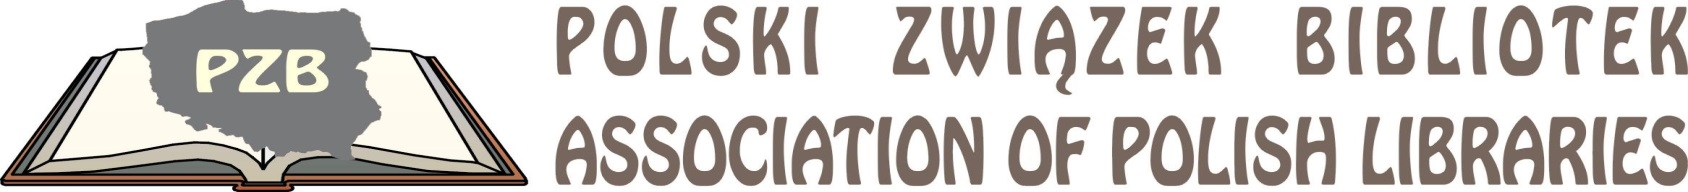 PZB
POLSKI ZWIĄZEK BIBLIOTEK
ASSOCIATION OF POLISH LIBRARIES